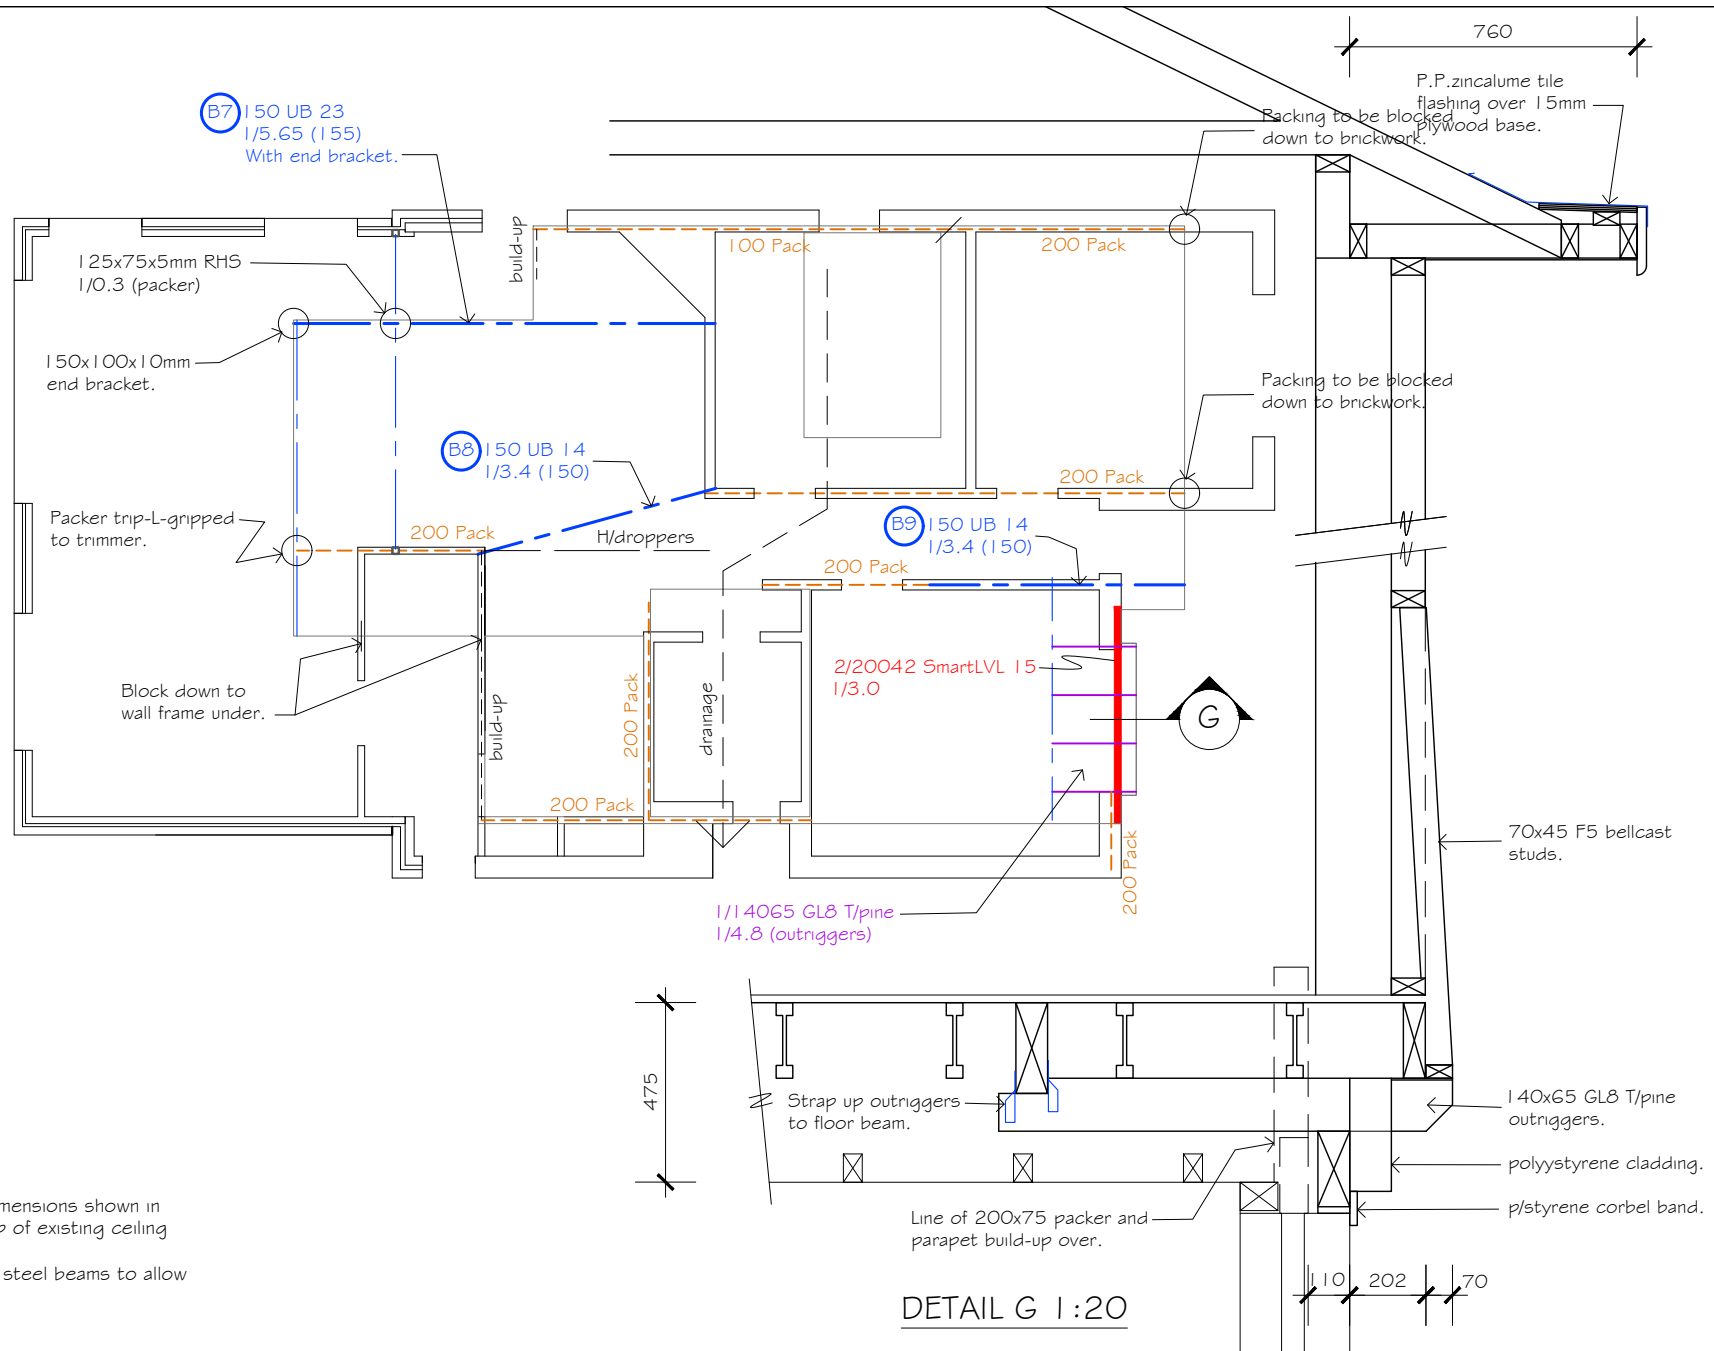 760
P.P.zincalume tile
flashing over 15mm
plywood base.
Packing to be blocked
down to brickwork.
B7 150 UB 23
1/5.65 (155)
With end bracket.
build-up
100 Pack
200 Pack
125x75x5mm RHS
1/0.3 (packer)
150x100x10mm
end bracket.
Packing to be blocked
down to brickwork.
B8 150 UB 14
1/3.4 (150)
200 Pack
Packer trip-L-gripped
to trimmer.
200 Pack
H/droppers
B9 150 UB 14
1/3.4 (150)
200 Pack
2/20042 SmartLVL 15
1/3.0
Block down to
wall frame under.
build-up
200 Pack
drainage
G
200 Pack
70x45 F5 bellcast
studs.
200 Pack
1/14065 GL8 T/pine
1/4.8 (outriggers)
475
Strap up outriggers
to floor beam.
140x65 GL8 T/pine
outriggers.
polyystyrene cladding.
p/styrene corbel band.
Line of 200x75 packer and
parapet build-up over.
mensions shown in
of existing ceiling
steel beams to allow
110 202 70
DETAIL G 1:20